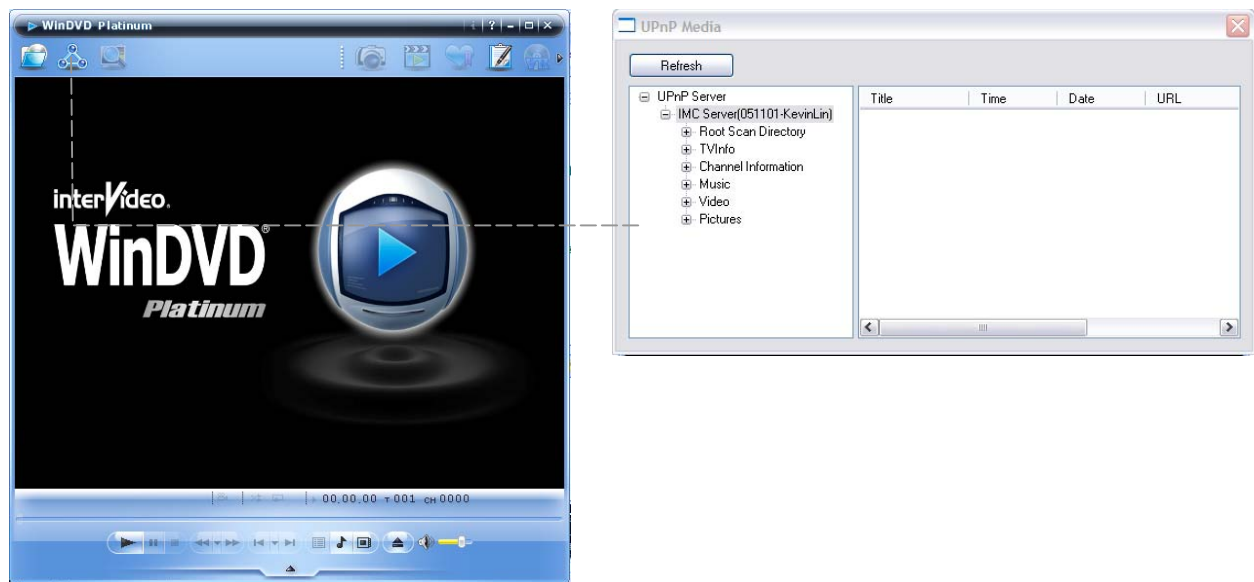 WinDVD Platinum
interVideo.
WinDVD®
Platinum
00,00,00 T 001 CH 0000
UPnP Media
Refresh
UPnP Server
IMC Server(051101-KevinLin)
Root Scan Directory
TVInfo
Channel Information
Music
Video
Pictures
Title Time Date URL